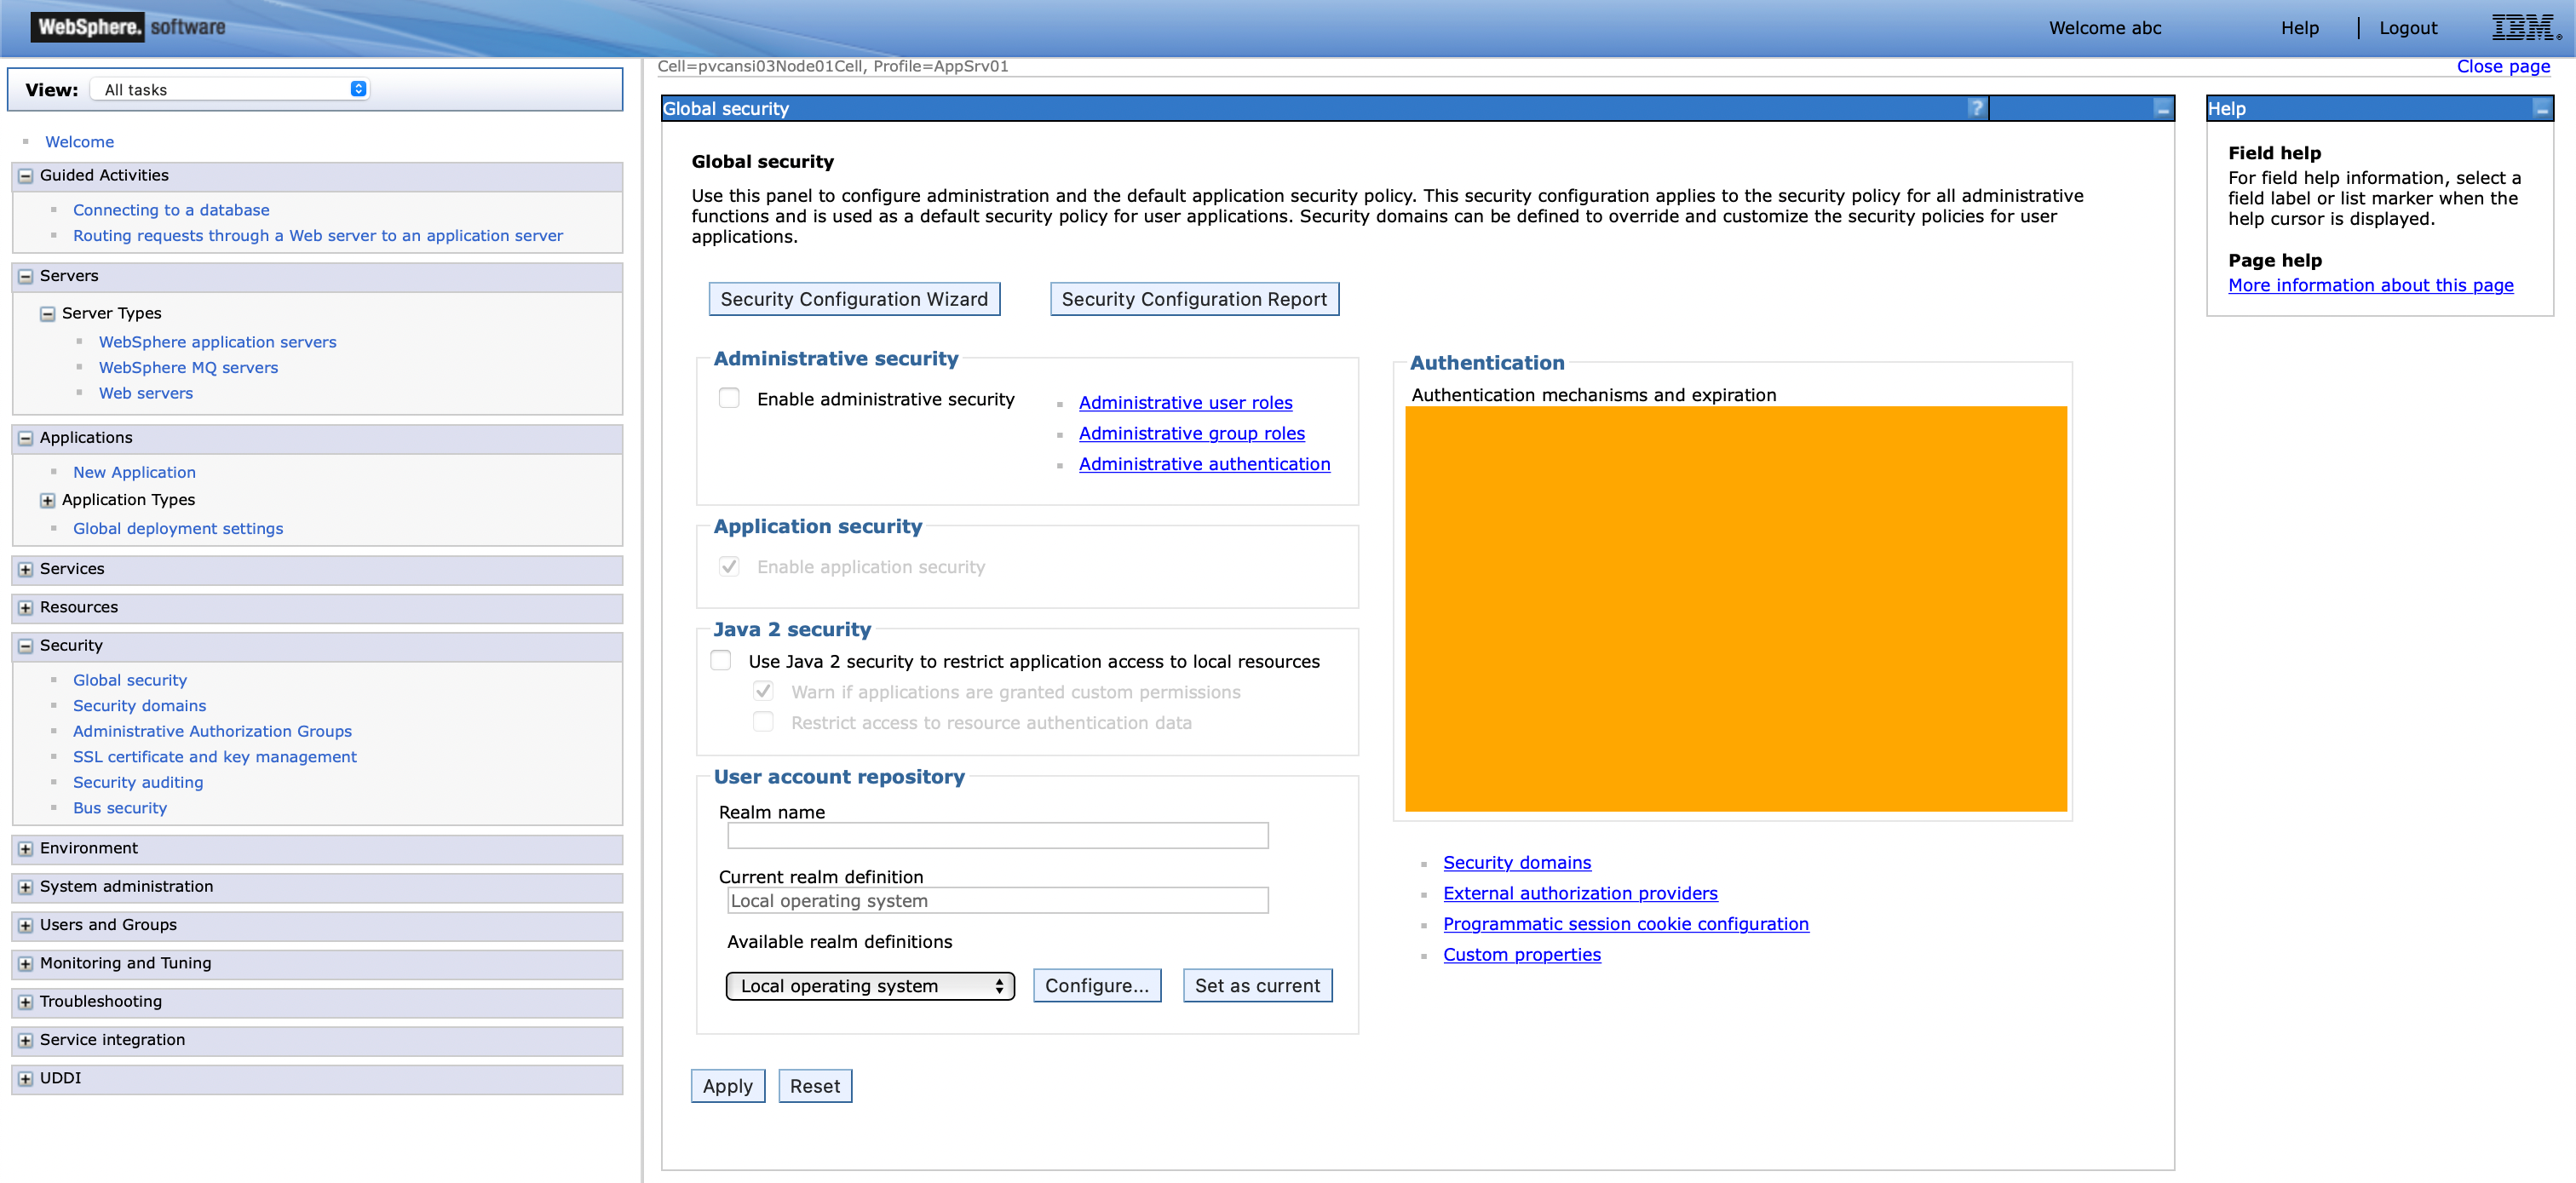 WebSphere. software
Welcome abc
Help
Logout
IBM.
View:
All tasks
Welcome
Guided Activities
Connecting to a database
Routing requests through a Web server to an application server
Servers
Server Types
WebSphere application servers
WebSphere MQ servers
Web servers
Applications
New Application
Application Types
Global deployment settings
Services
Resources
Security
Global security
Security domains
Administrative Authorization Groups
SSL certificate and key management
Security auditing
Bus security
Environment
System administration
Users and Groups
Monitoring and Tuning
Troubleshooting
Service integration
UDDI
Cell=pvcansi03Node01Cell, Profile=AppSrv01
Close page
Global security
?
Global security
Use this panel to configure administration and the default application security policy. This security configuration applies to the security policy for all administrative
functions and is used as a default security policy for user applications. Security domains can be defined to override and customize the security policies for user
applications.
Security Configuration Wizard
Security Configuration Report
Administrative security
Enable administrative security
Administrative user roles
Administrative group roles
Administrative authentication
Application security
Enable application security
Java 2 security
Use Java 2 security to restrict application access to local resources
Warn if applications are granted custom permissions
Restrict access to resource authentication data
User account repository
Realm name
Current realm definition
Local operating system
Available realm definitions
Local operating system
Configure...
Set as current
Apply
Reset
Authentication
Authentication mechanisms and expiration
Security domains
External authorization providers
Programmatic session cookie configuration
Custom properties
Help
Field help
For field help information, select a
field label or list marker when the
help cursor is displayed.
Page help
More information about this page